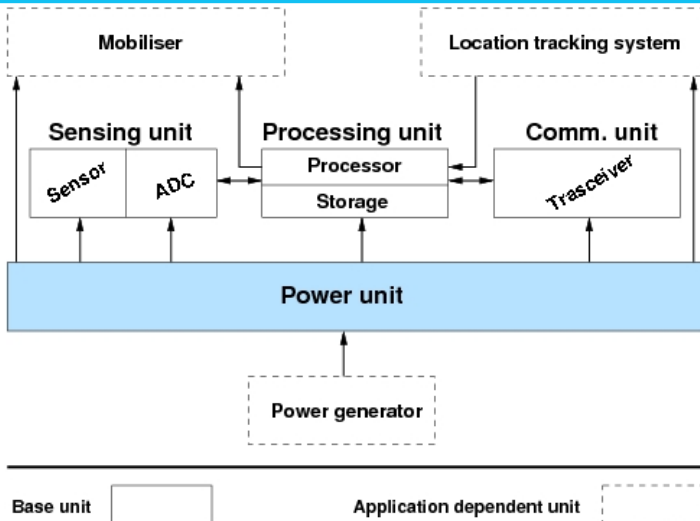 Mobiliser
Location tracking system
Sensing unit
Processing unit
Comm. unit
Sensor
ADC
Processor
Storage
Trasceiver
Power unit
Power generator
Base unit
Application dependent unit